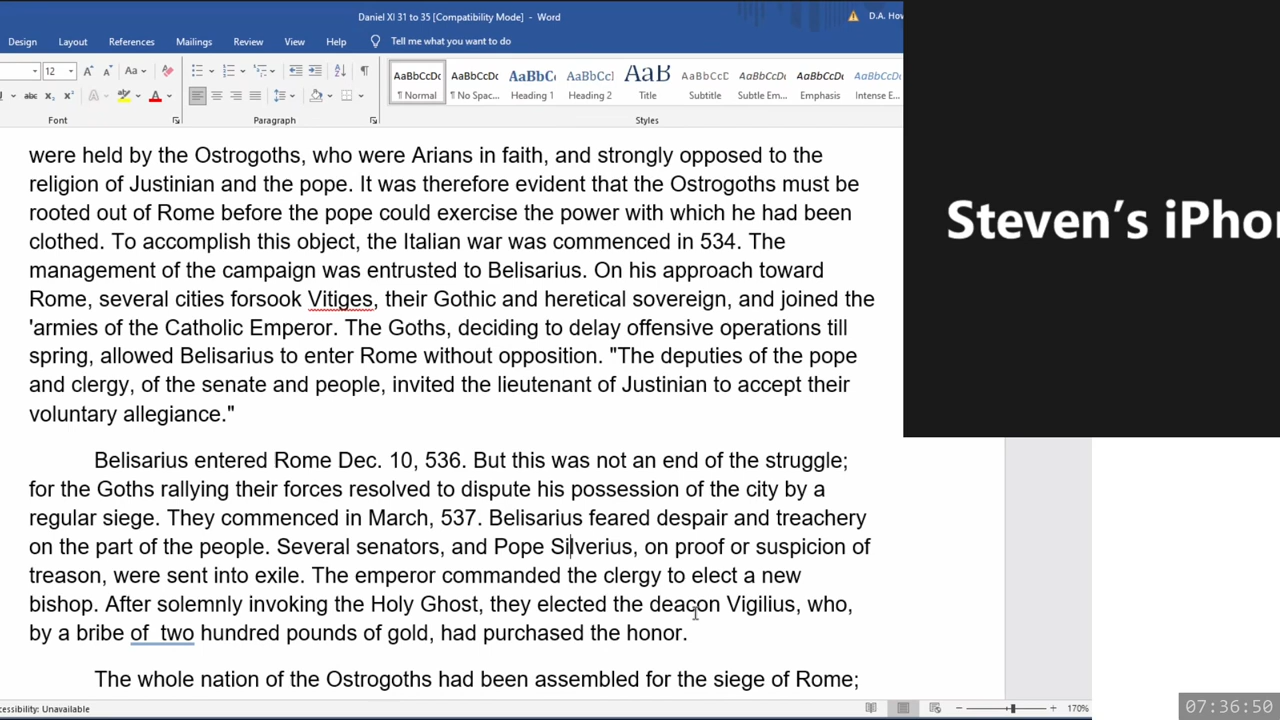 Daniel XI 31 to 35 [Compatibility Mode] - Word
Design Layout References Mailings Review View Help Tell me what you want to do
12 Aa
AaBbCcDc AaBbCcDc AaBbCc AaBbCc AaB AaBbCcD AaBbCcDc AaBbCcDc AaBbCcDc
¶ Normal ¶ No Spac... Heading 1 Heading 2 Title Subtitle Subtle Em... Emphasis Intense E...
Font Paragraph Styles
were held by the Ostrogoths, who were Arians in faith, and strongly opposed to the
religion of Justinian and the pope. It was therefore evident that the Ostrogoths must be
rooted out of Rome before the pope could exercise the power with which he had been
clothed. To accomplish this object, the Italian war was commenced in 534. The
management of the campaign was entrusted to Belisarius. On his approach toward
Rome, several cities forsook Vitiges, their Gothic and heretical sovereign, and joined the
'armies of the Catholic Emperor. The Goths, deciding to delay offensive operations till
spring, allowed Belisarius to enter Rome without opposition. "The deputies of the pope
and clergy, of the senate and people, invited the lieutenant of Justinian to accept their
voluntary allegiance."
Belisarius entered Rome Dec. 10, 536. But this was not an end of the struggle;
for the Goths rallying their forces resolved to dispute his possession of the city by a
regular siege. They commenced in March, 537. Belisarius feared despair and treachery
on the part of the people. Several senators, and Pope Silverius, on proof or suspicion of
treason, were sent into exile. The emperor commanded the clergy to elect a new
bishop. After solemnly invoking the Holy Ghost, they elected the deacon Vigilius, who,
by a bribe of two hundred pounds of gold, had purchased the honor.
The whole nation of the Ostrogoths had been assembled for the siege of Rome;
ccessibility: Unavailable
170%
D.A. How
Steven's iPho
07:36:50